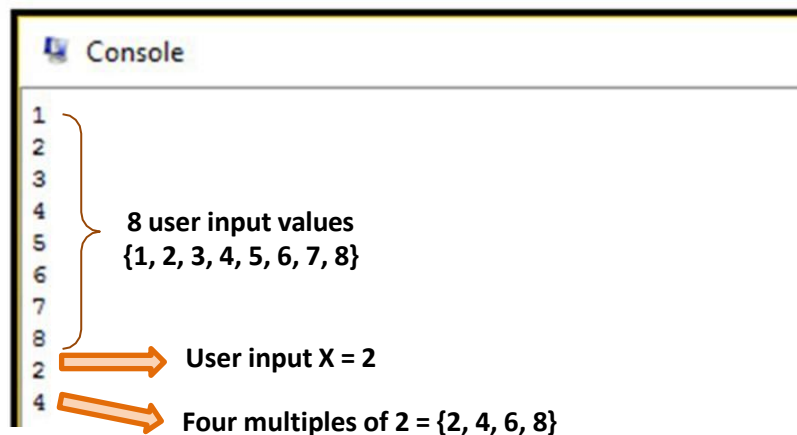 Console
1
2
3
4
5
6
7
8
2
4
8 user input values
{1, 2, 3, 4, 5, 6, 7, 8}
User input X = 2
Four multiples of 2 = {2, 4, 6, 8}